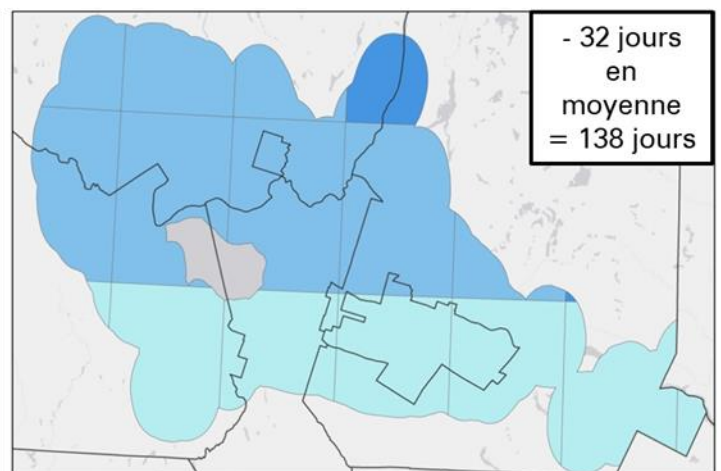 - 32 jours
en
moyenne
= 138 jours